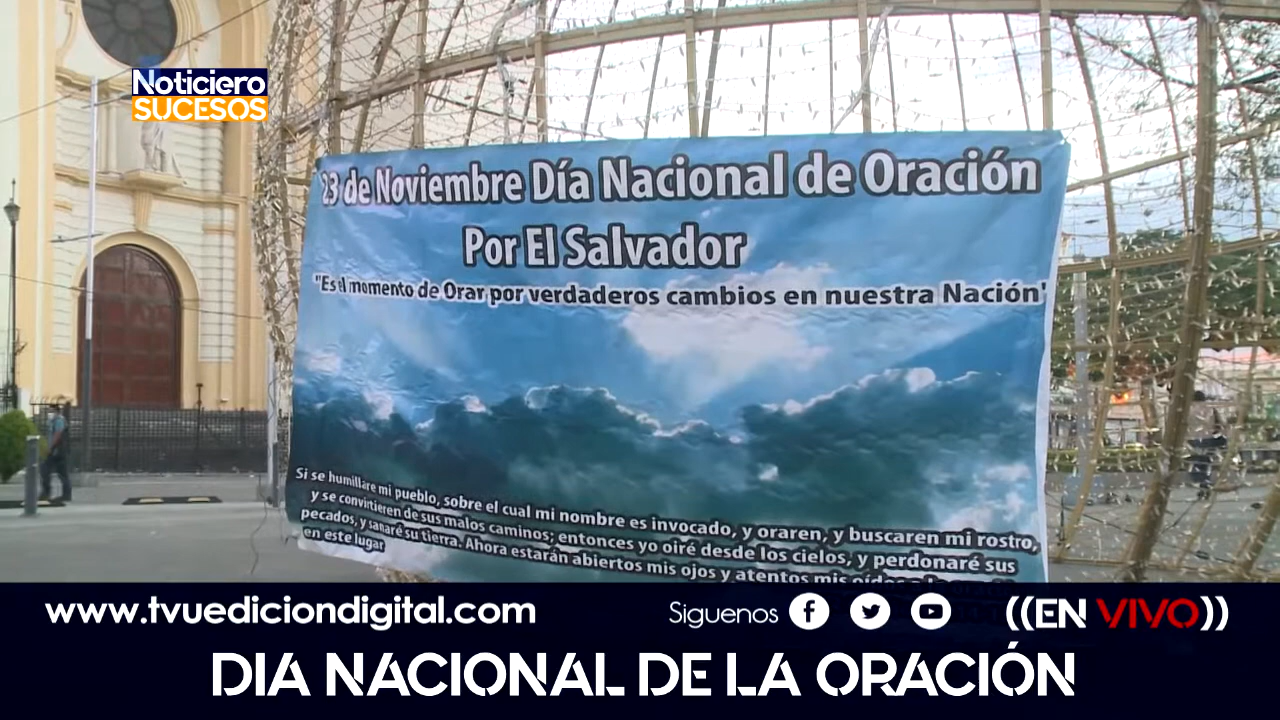 Noticiero
SUCESOS
23 de Noviembre Día Nacional de Oración
Por El Salvador
"Es el momento de Orar por verdaderos cambios en nuestra Nación"
Si se humillare mi pueblo, sobre el cual mi nombre es invocado, y oraren, y buscaren mi rostro,
y se convirtieren de sus malos caminos; entonces yo oiré desde los cielos, y perdonaré sus
pecados, y sanaré su tierra. Ahora estarán abiertos mis ojos y atentos mis oídos a la
en este lugar
www.tvuediciondigital.com
Siguenos
((EN VIVO))
DIA NACIONAL DE LA ORACIÓN